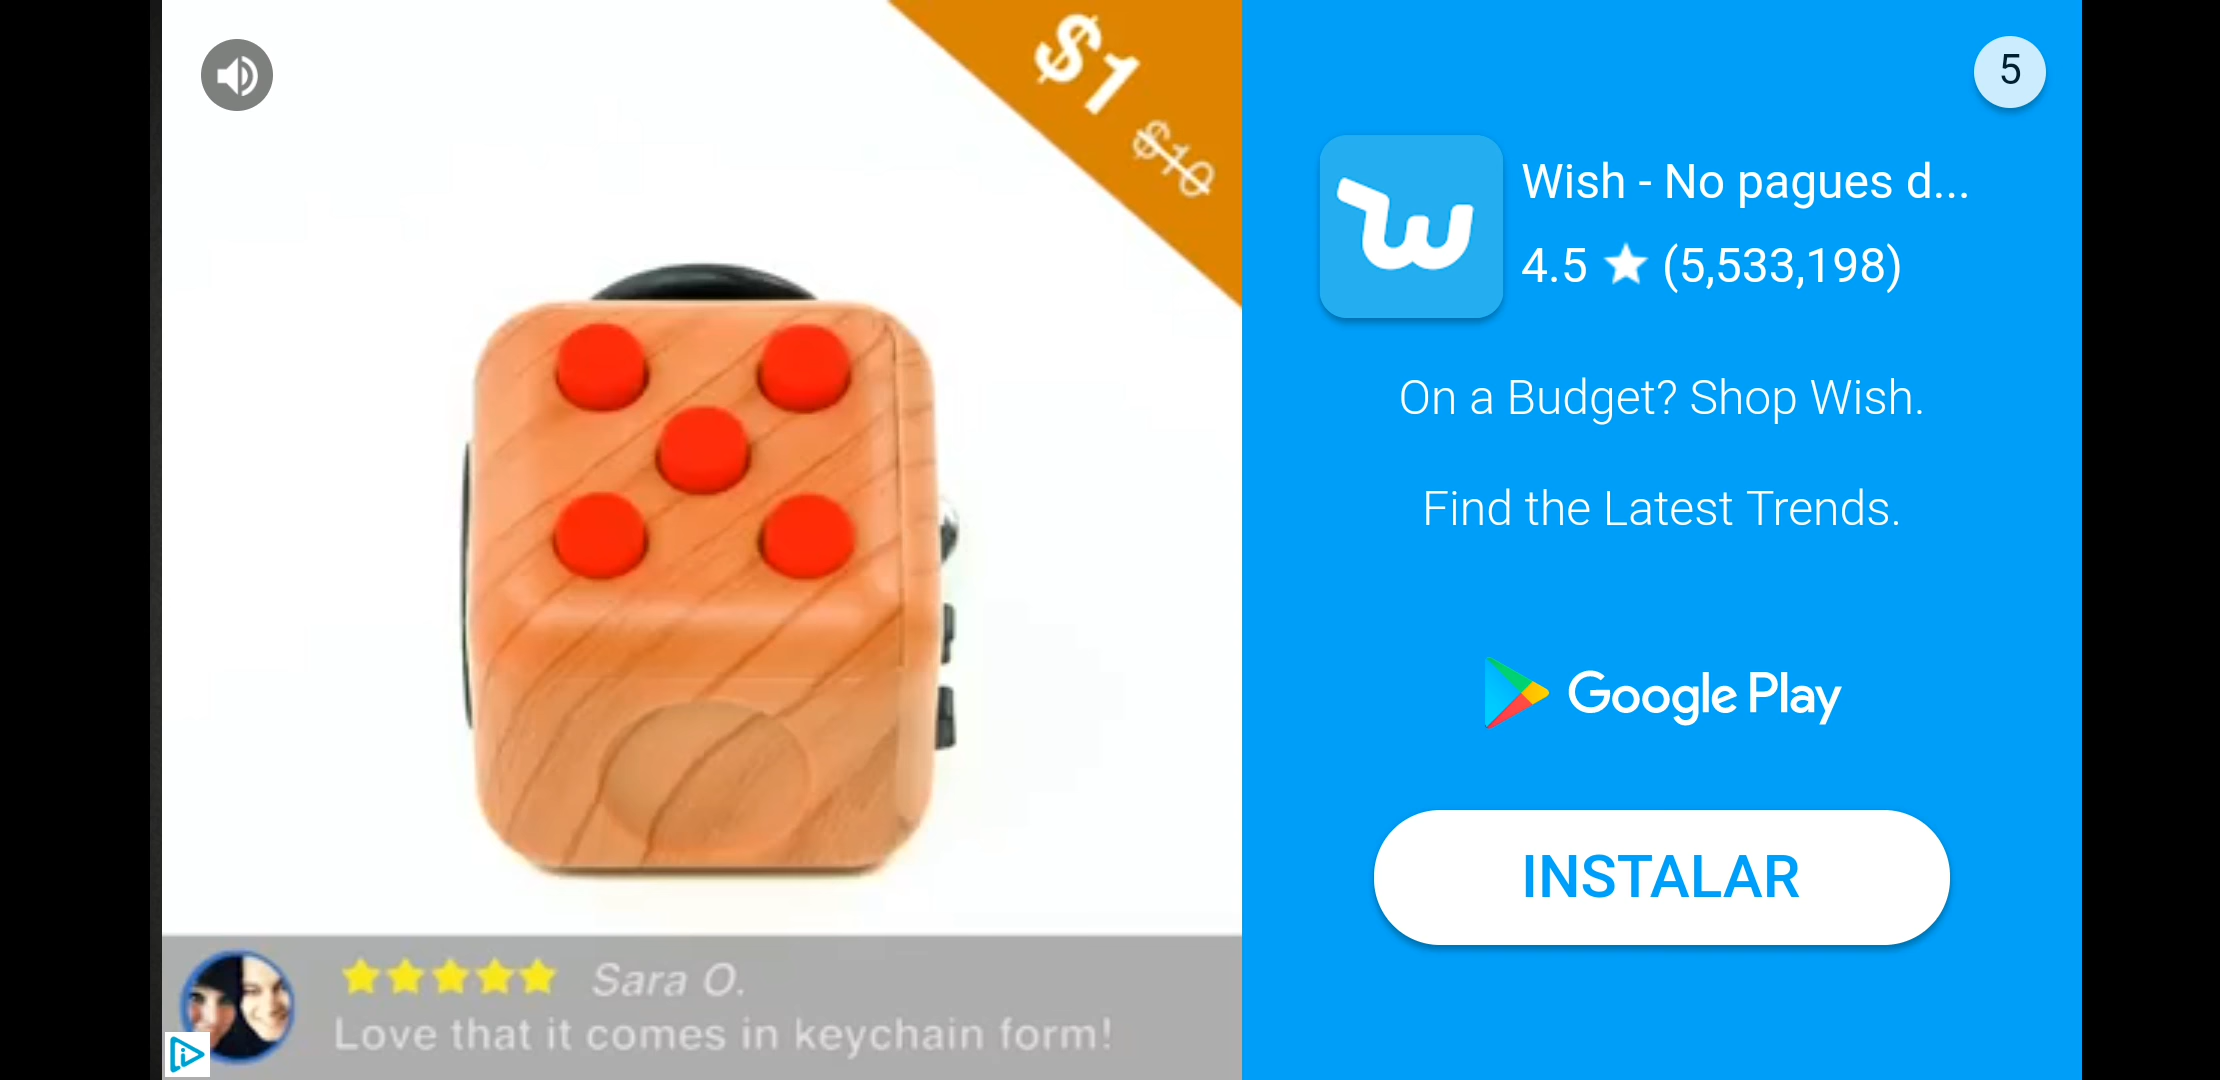 $1
$10
Sara O.
Love that it comes in keychain form!
5
Wish - No pagues d...
4.5 ★ (5,533,198)
On a Budget? Shop Wish.
Find the Latest Trends.
Google Play
INSTALAR